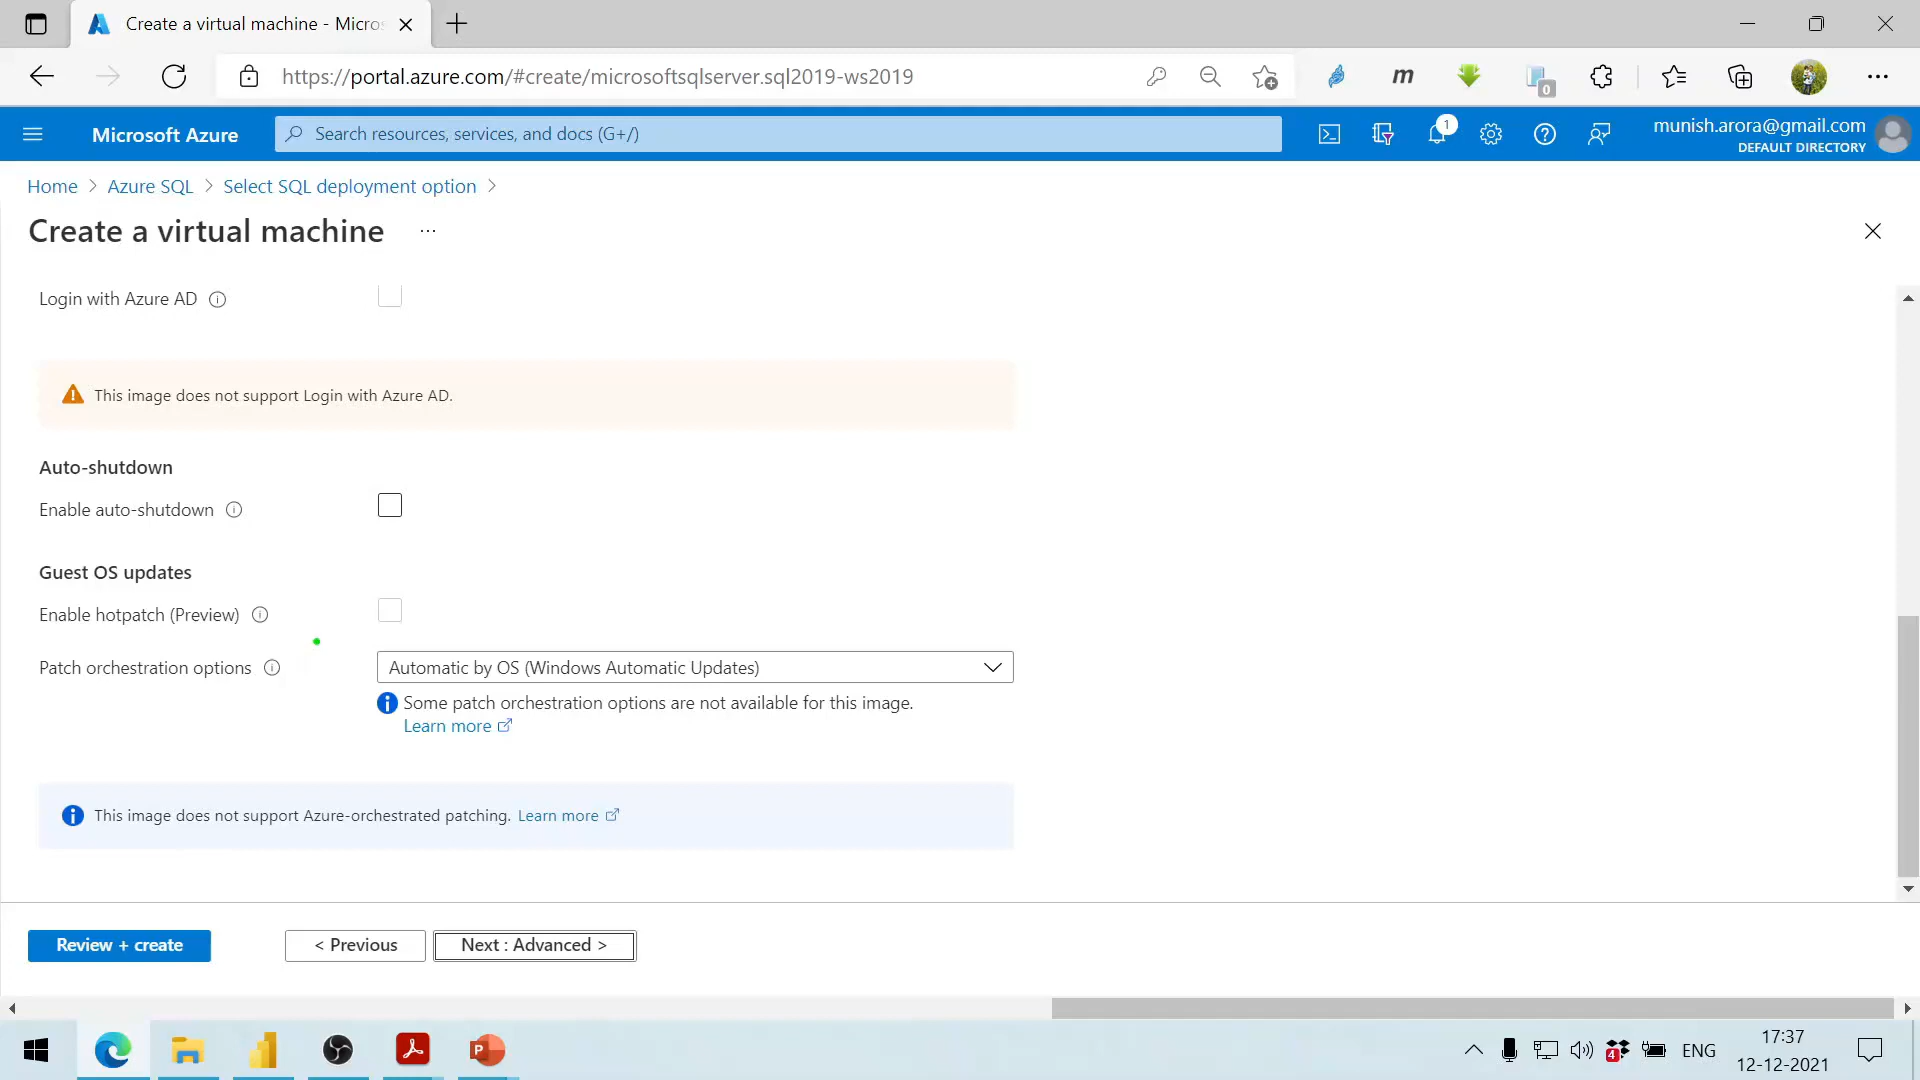 Create a virtual machine - Micros
https://portal.azure.com/#create/microsoftsqlserver.sql2019-ws2019
m
0
Microsoft Azure
Search resources, services, and docs (G+/)
1
munish.arora@gmail.com
DEFAULT DIRECTORY
Home > Azure SQL > Select SQL deployment option >
Create a virtual machine ...
Login with Azure AD
This image does not support Login with Azure AD.
Auto-shutdown
Enable auto-shutdown
Guest OS updates
Enable hotpatch (Preview)
Patch orchestration options
Automatic by OS (Windows Automatic Updates)
Some patch orchestration options are not available for this image.
Learn more
This image does not support Azure-orchestrated patching. Learn more
Review + create
< Previous
Next : Advanced >
P
4
ENG
17:37
12-12-2021